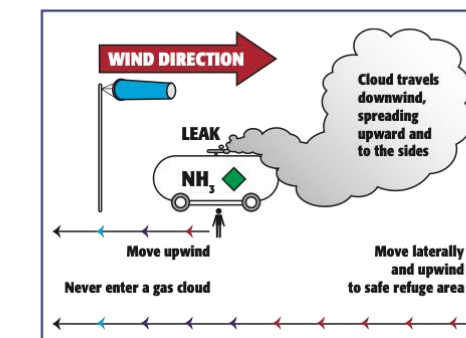 WIND DIRECTION
Cloud travels
downwind,
spreading
upward and
to the sides
LEAK
NH₃
Move upwind
Never enter a gas cloud
Move laterally
and upwind
to safe refuge area